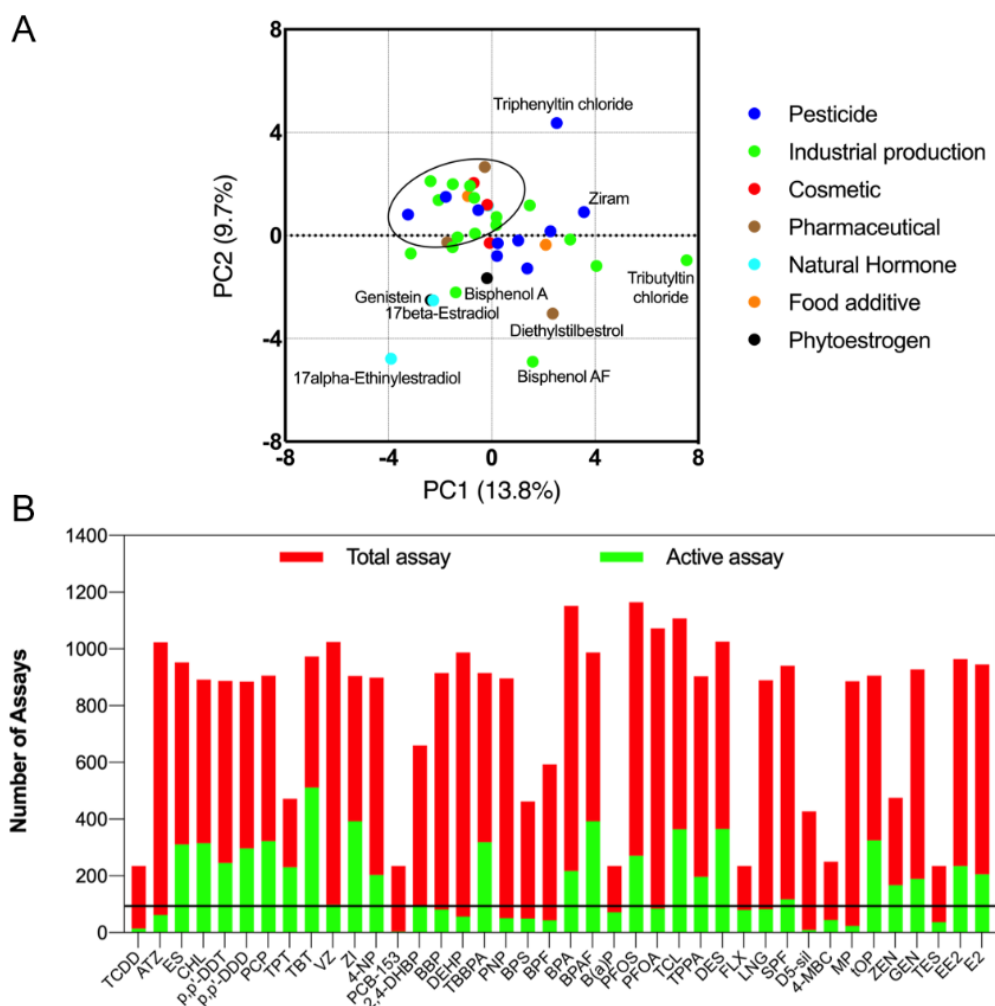 A
8
4
0
-4
-8
-8
-4
0
4
8
PC2 (9.7%)
PC1 (13.8%)
Triphenyltin chloride
Ziram
Tributyltin
chloride
Genistein
Bisphenol A
17beta-Estradiol
Diethylstilbestrol
17alpha-Ethinylestradiol
Bisphenol AF
Pesticide
Industrial production
Cosmetic
Pharmaceutical
Natural Hormone
Food additive
Phytoestrogen
B
1400
1200
1000
800
600
400
200
0
Number of Assays
Total assay
Active assay
TCDD
ATZ
ES
CHL
p,p'-DDT
p,p'-DDD
PCP
TPT
TBT
VZ
ZI
4-NP
PCB-153
2,4-DHBP
BBP
DEHP
TBBPA
PNP
BPS
BPF
BPA
BPAF
B(a)P
PFOS
PFOA
TCL
TPPA
DES
FLX
LNG
SPF
D5-sil
4-MBC
MP
IOP
ZEN
GEN
TES
EE2
E2